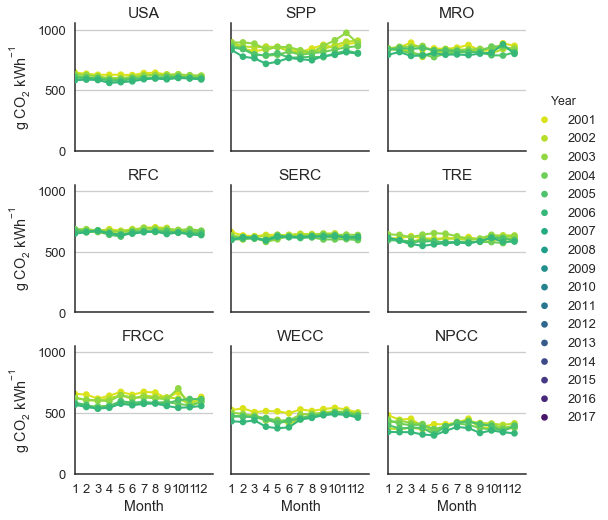 USA SPP MRO
1000
500
0
g CO2 kWh−1
RFC SERC TRE
1000
500
0
g CO2 kWh−1
FRCC WECC NPCC
1000
500
0
g CO2 kWh−1
1 2 3 4 5 6 7 8 9 10 11 12 1 2 3 4 5 6 7 8 9 10 11 12 1 2 3 4 5 6 7 8 9 10 11 12
Month Month Month
Year
2001
2002
2003
2004
2005
2006
2007
2008
2009
2010
2011
2012
2013
2014
2015
2016
2017